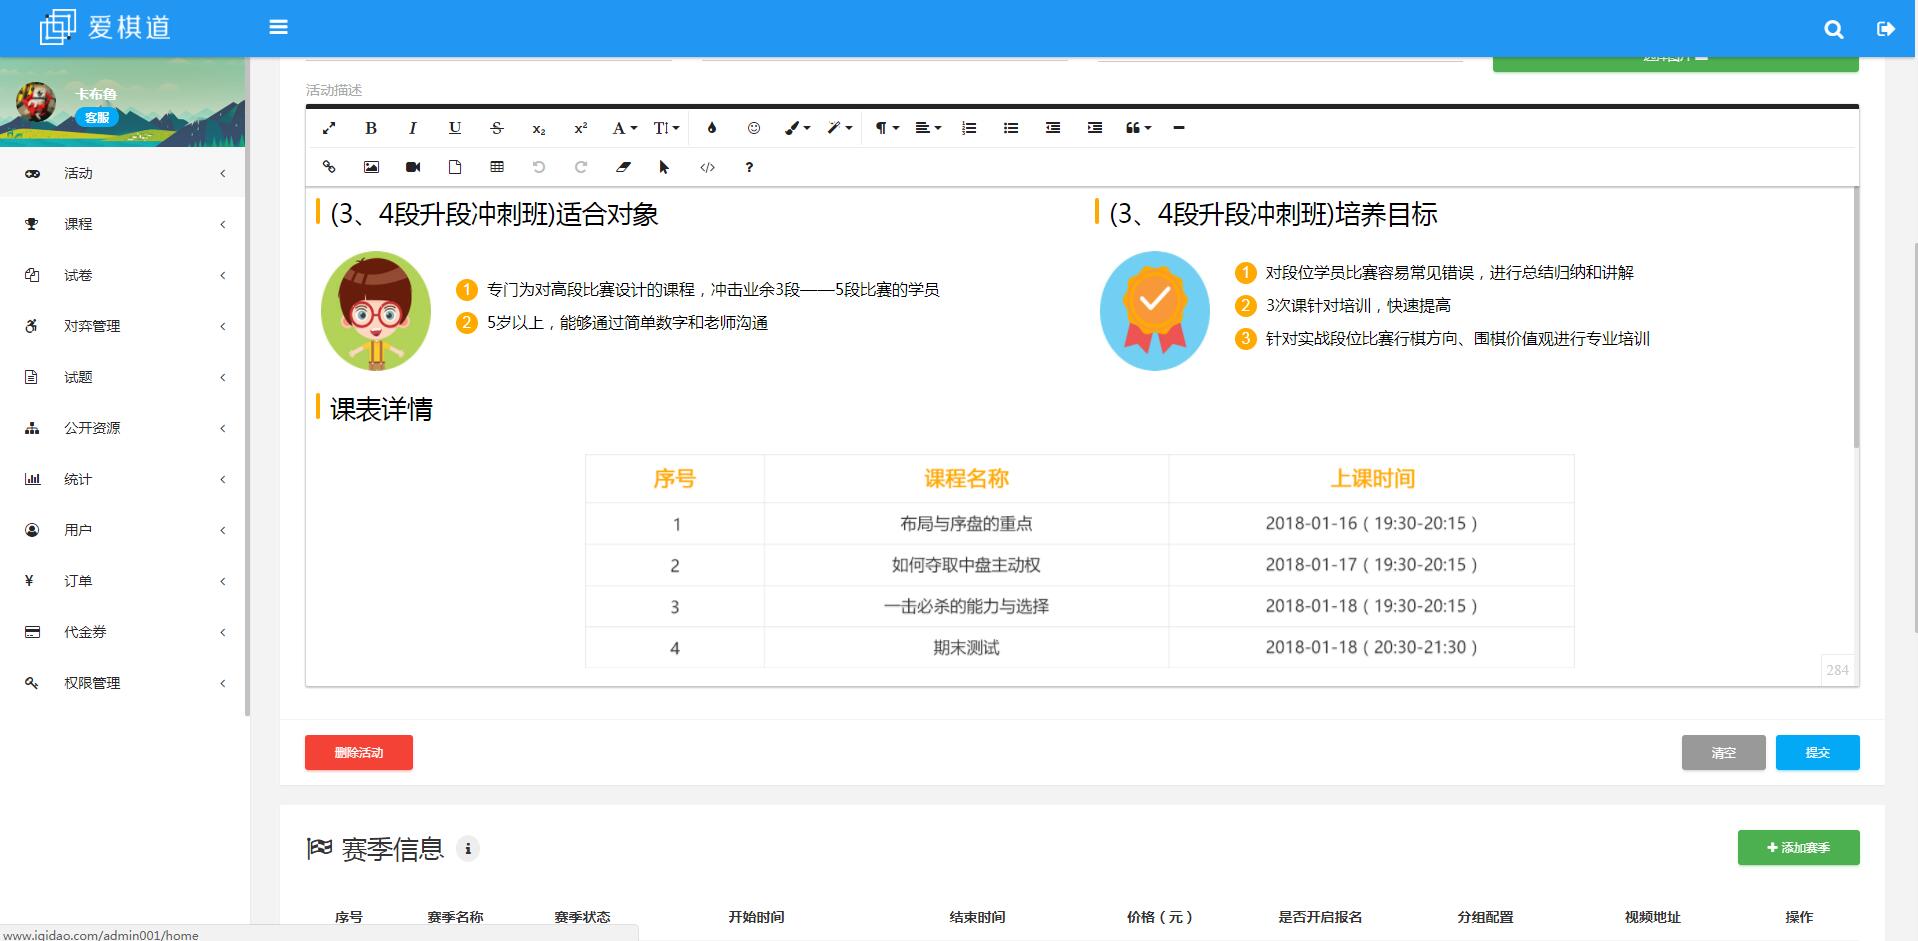 爱棋道
卡布鲁
客服
活动
课程
试卷
对弈管理
试题
公开资源
统计
用户
订单
代金券
权限管理
活动描述
(3、4段升段冲刺班)适合对象
1 专门为对高段比赛设计的课程，冲击业余3段——5段比赛的学员
2 5岁以上，能够通过简单数字和老师沟通
(3、4段升段冲刺班)培养目标
1 对段位学员比赛容易常见错误，进行总结归纳和讲解
2 3次课针对培训，快速提高
3 针对实战段位比赛行棋方向、围棋价值观进行专业培训
课表详情
序号 课程名称 上课时间
1 布局与序盘的重点 2018-01-16（19:30-20:15）
2 如何夺取中盘主动权 2018-01-17（19:30-20:15）
3 一击必杀的能力与选择 2018-01-18（19:30-20:15）
4 期末测试 2018-01-18（20:30-21:30）
284
删除活动
清空
提交
赛季信息
添加赛季
序号 赛季名称 赛季状态 开始时间 结束时间 价格（元） 是否开启报名 分组配置 视频地址 操作
www.iqidao.com/admin001/home